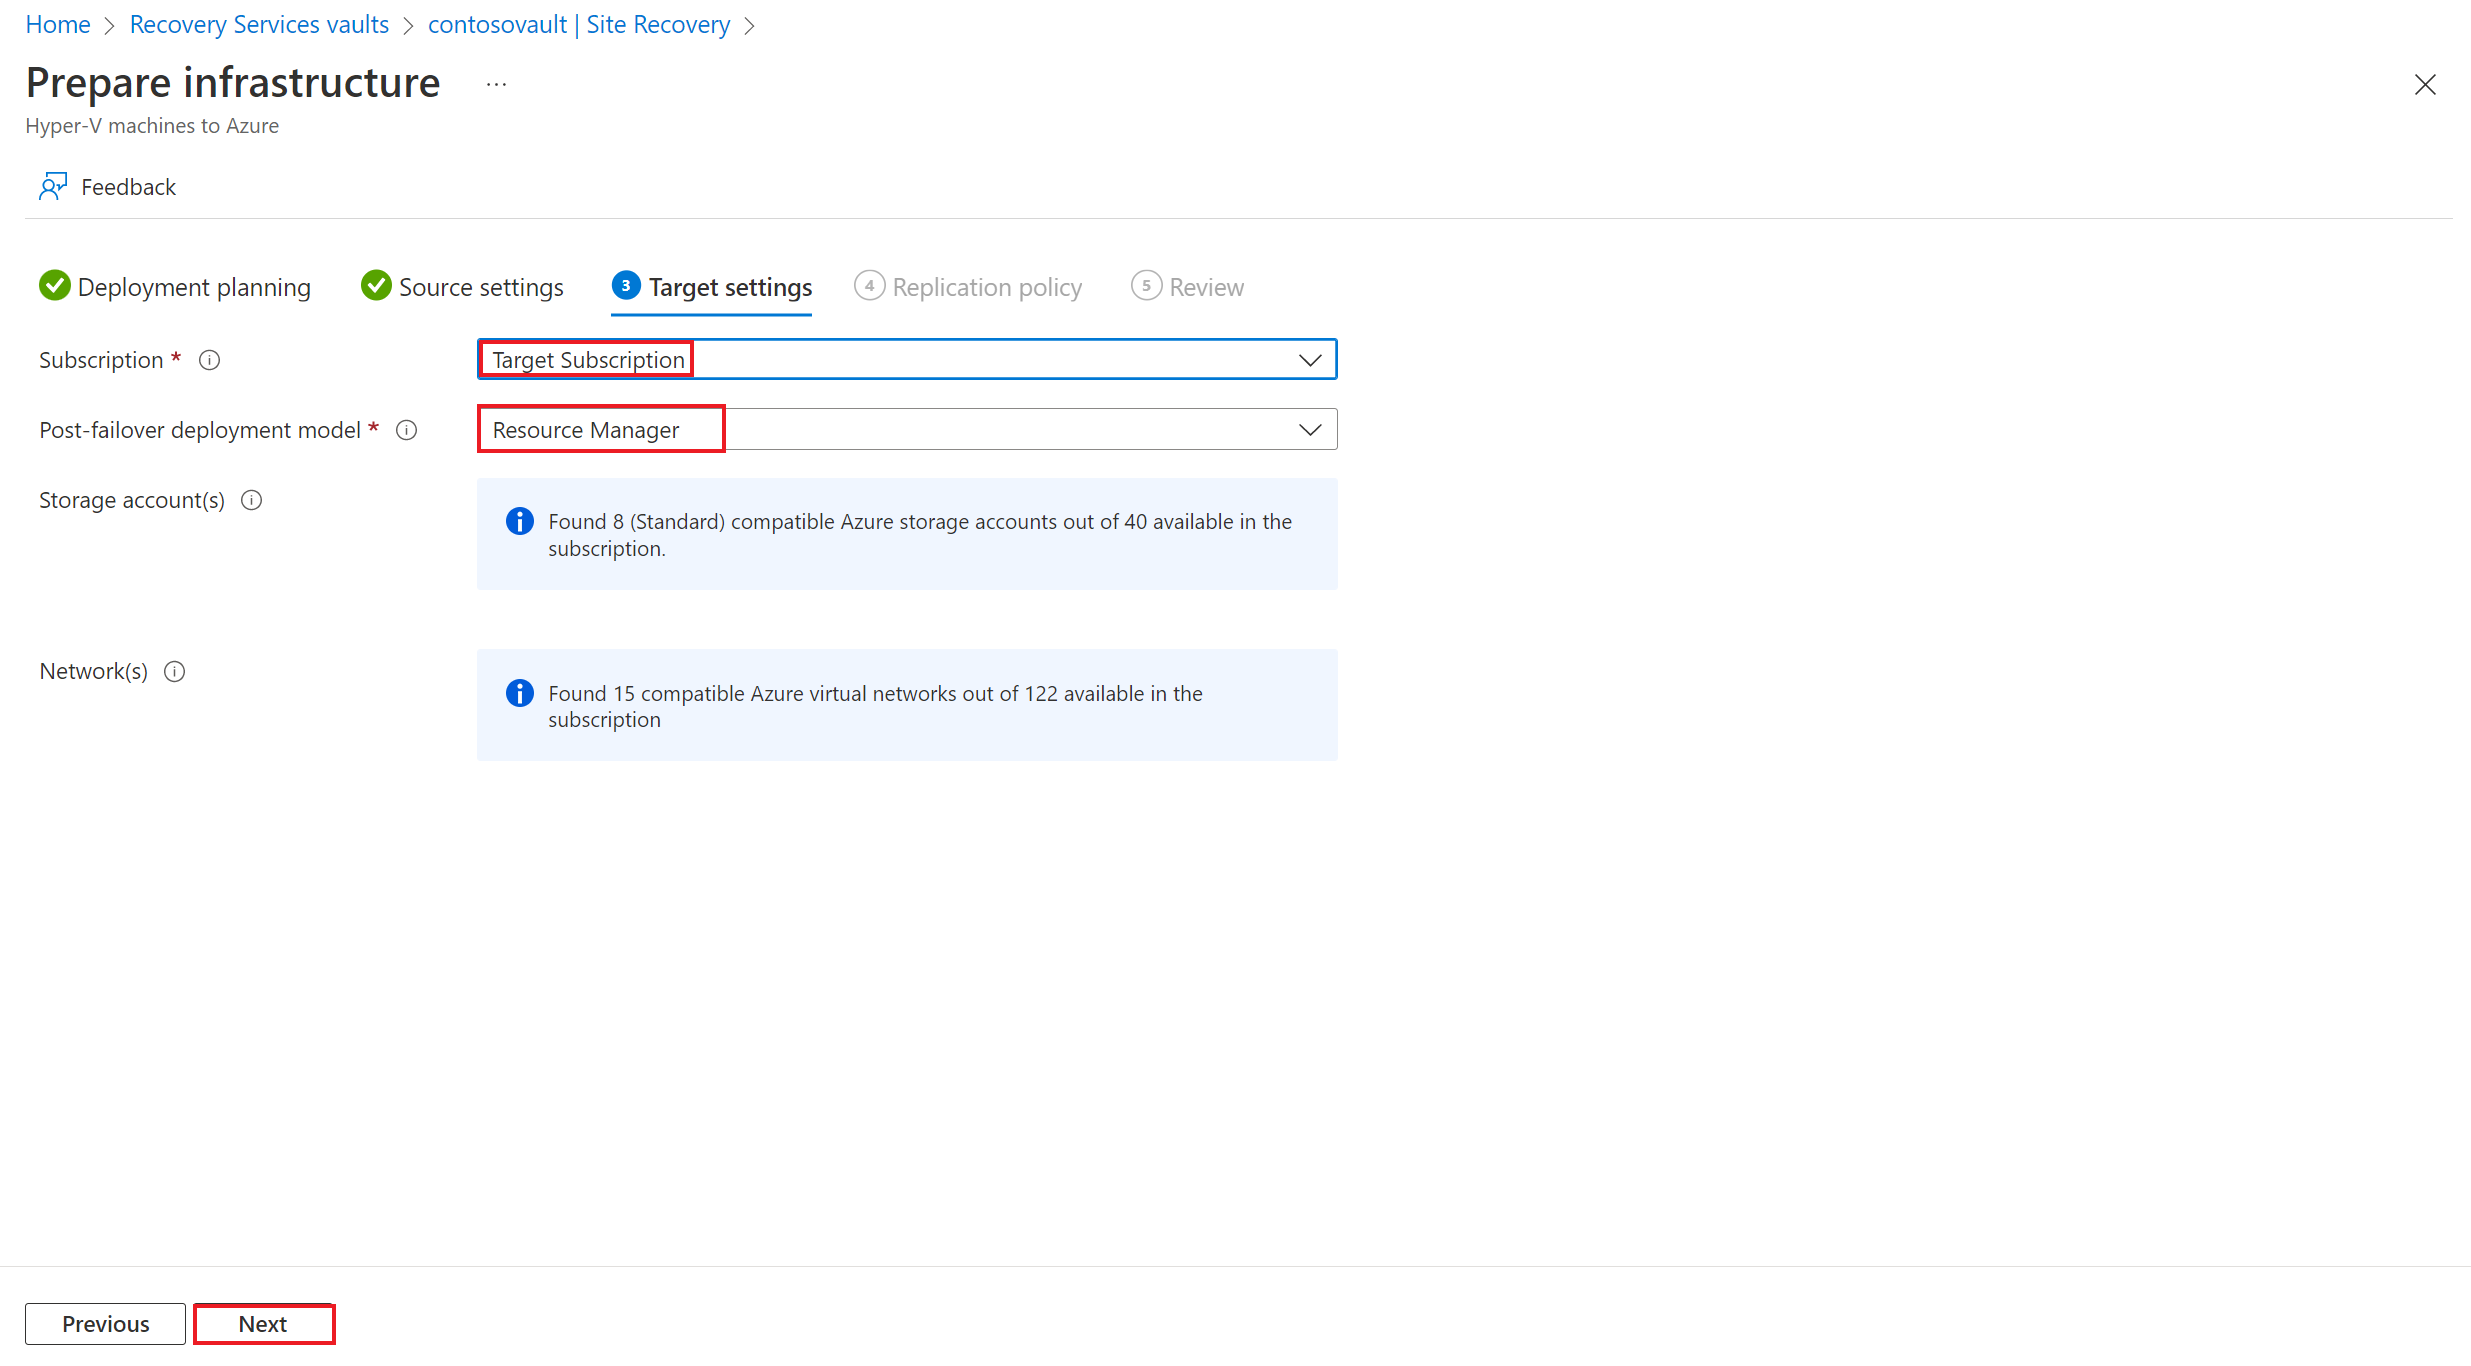 Home > Recovery Services vaults > contosovault | Site Recovery >
Prepare infrastructure ...
Hyper-V machines to Azure
Feedback
Deployment planning Source settings 3 Target settings 4 Replication policy 5 Review
Subscription * Target Subscription
Post-failover deployment model * Resource Manager
Storage account(s)
Found 8 (Standard) compatible Azure storage accounts out of 40 available in the
subscription.
Network(s)
Found 15 compatible Azure virtual networks out of 122 available in the
subscription
Previous Next